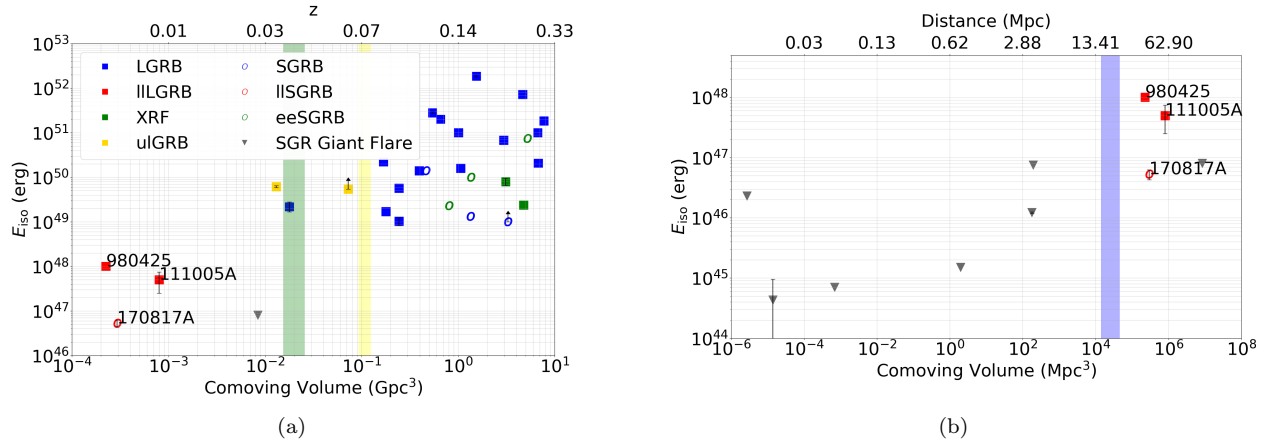 z
0.01 0.03 0.07 0.14 0.33
10^53
10^52
10^51
10^50
10^49
10^48
10^47
10^46
E_iso (erg)
LGRB
llLGRB
XRF
ulGRB
SGRB
llSGRB
eeSGRB
SGR Giant Flare
980425
111005A
170817A
10^−4 10^−3 10^−2 10^−1 10^0 10^1
Comoving Volume (Gpc^3)
(a)
Distance (Mpc)
0.03 0.13 0.62 2.88 13.41 62.90
10^48
10^47
10^46
10^45
10^44
E_iso (erg)
980425
111005A
170817A
10^−6 10^−4 10^−2 10^0 10^2 10^4 10^6 10^8
Comoving Volume (Mpc^3)
(b)